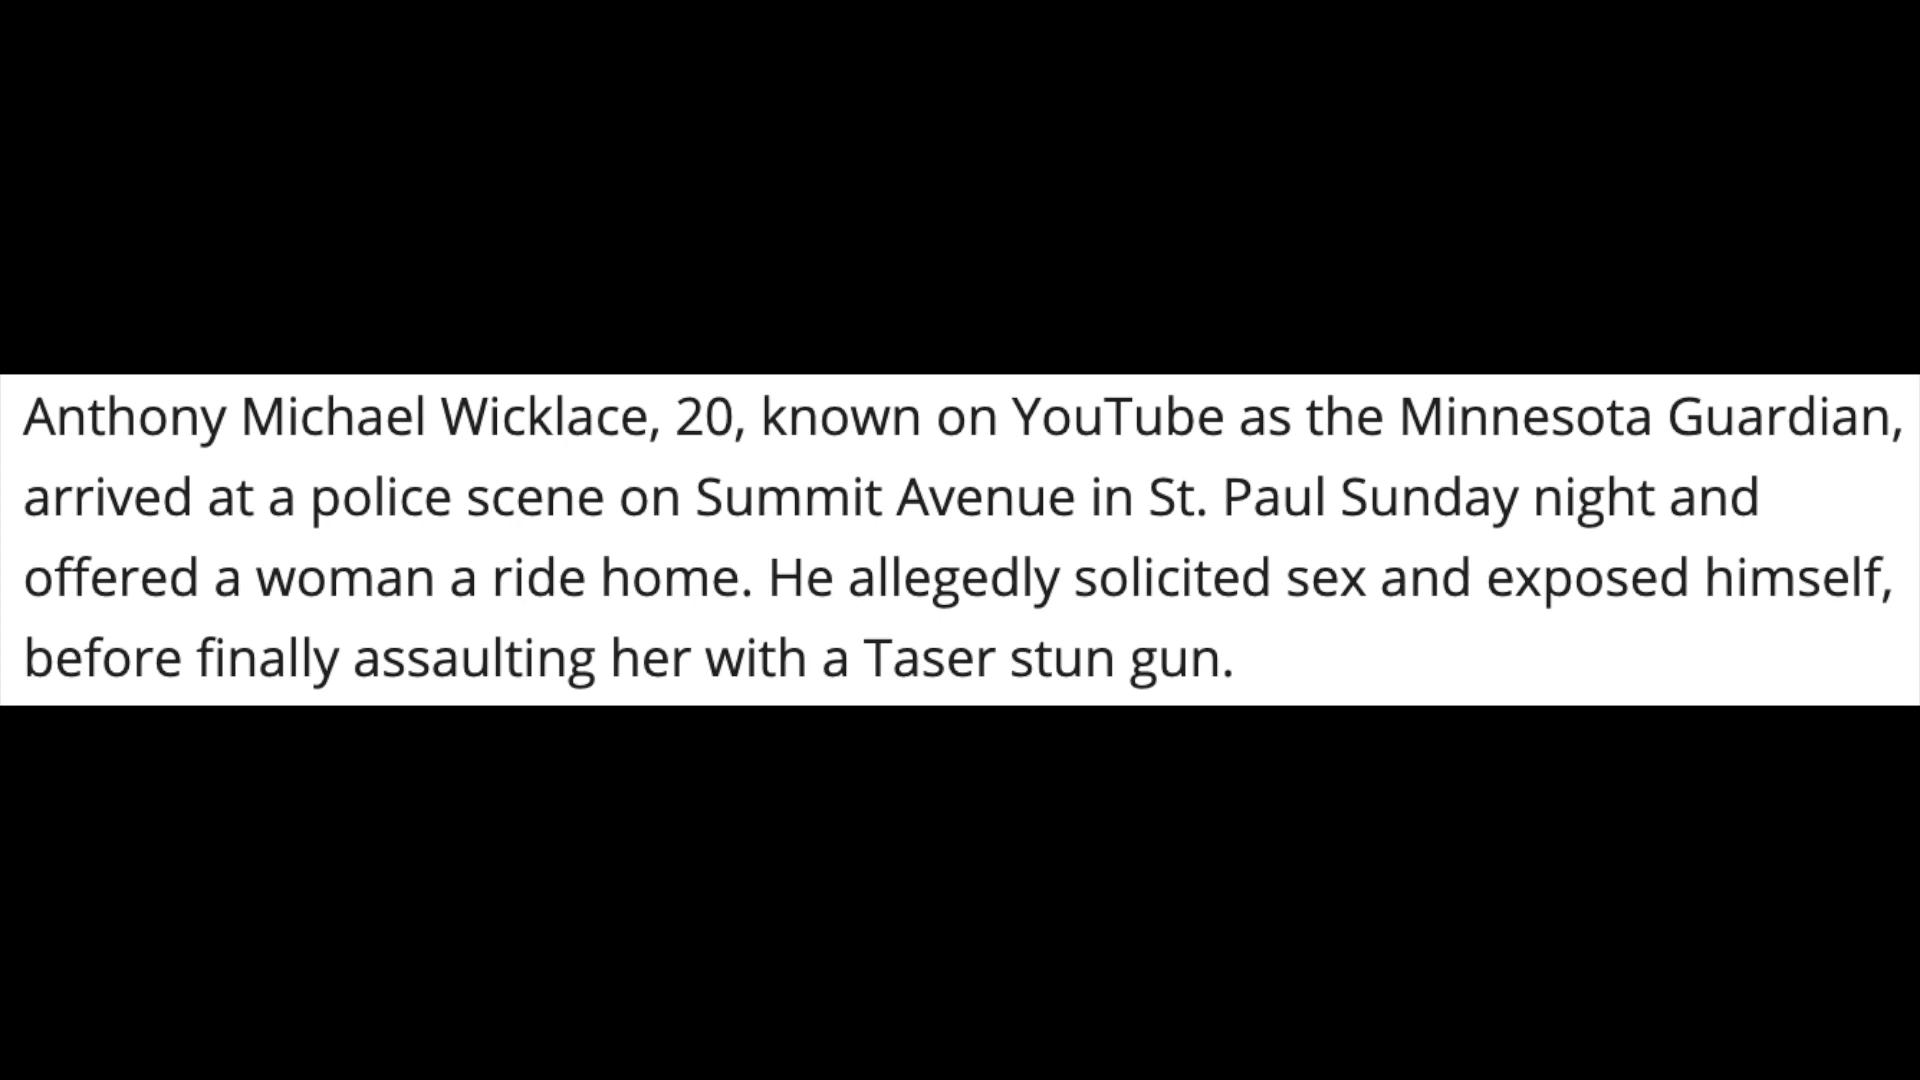 Anthony Michael Wicklace, 20, known on YouTube as the Minnesota Guardian,
arrived at a police scene on Summit Avenue in St. Paul Sunday night and
offered a woman a ride home. He allegedly solicited sex and exposed himself,
before finally assaulting her with a Taser stun gun.